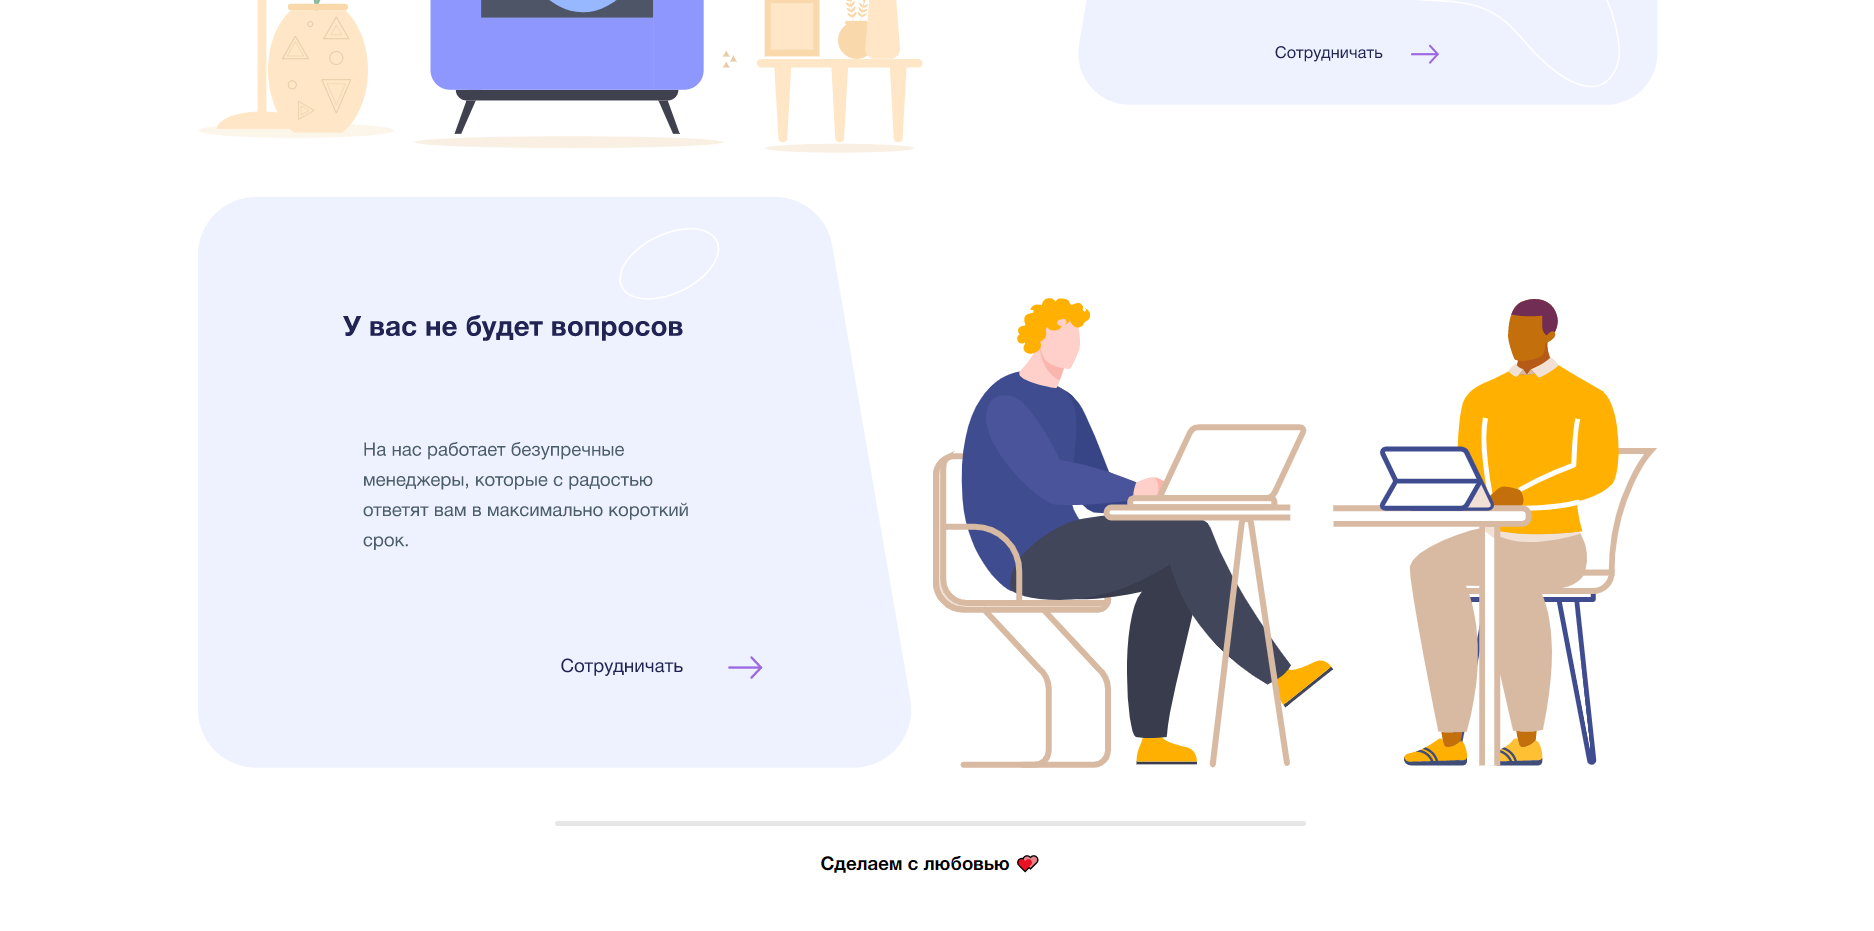 Сотрудничать
У вас не будет вопросов
На нас работает безупречные
менеджеры, которые с радостью
ответят вам в максимально короткий
срок.
Сотрудничать
Сделаем с любовью 💕